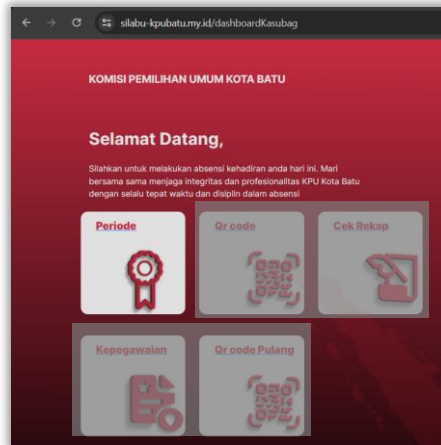 silabu-kpubatu.my.id/dashboardKasubag
KOMISI PEMILIHAN UMUM KOTA BATU
Selamat Datang,
Silahkan untuk melakukan absensi kehadiran anda hari ini. Mari
bersama sama menjaga integritas dan profesionalitas KPU Kota Batu
dengan selalu tepat waktu dan disiplin dalam absensi
Periode
Qr code
Cek Rekap
Kepegawaian
Qr code Pulang